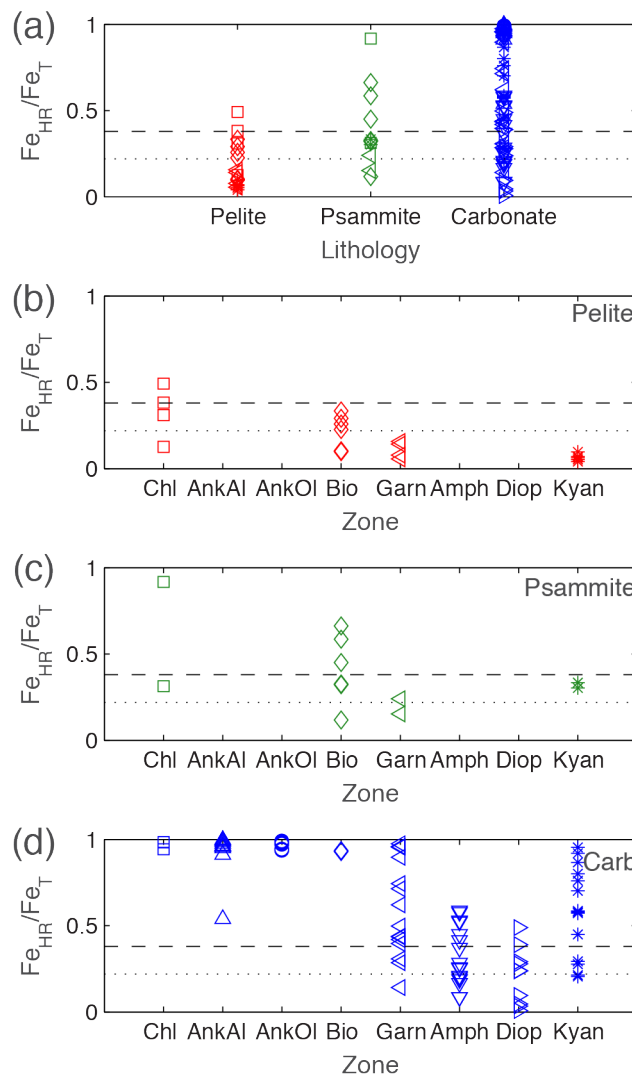 (a)
1
0.5
0
Fe_HR/Fe_T
Pelite Psammite Carbonate
Lithology
(b)
1
0.5
0
Fe_HR/Fe_T
Pelite
Chl AnkAl AnkOl Bio Garn Amph Diop Kyan
Zone
(c)
1
0.5
0
Fe_HR/Fe_T
Psammite
Chl AnkAl AnkOl Bio Garn Amph Diop Kyan
Zone
(d)
1
0.5
0
Fe_HR/Fe_T
Carb
Chl AnkAl AnkOl Bio Garn Amph Diop Kyan
Zone